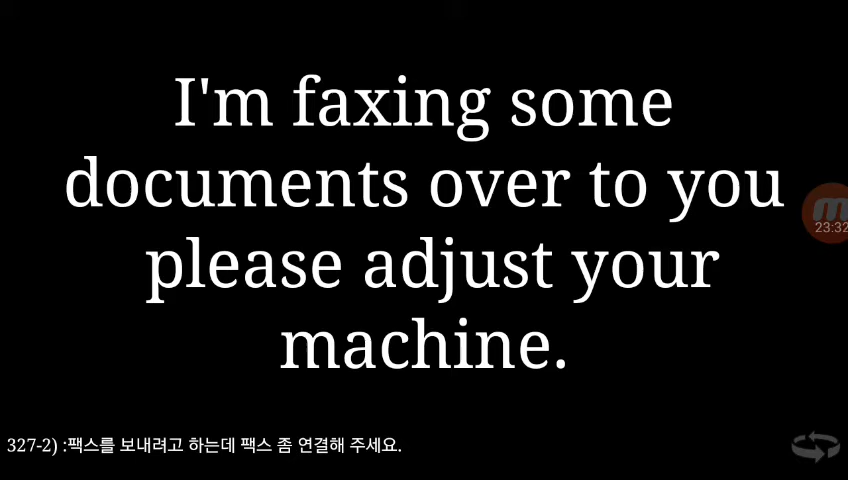 I'm faxing some
documents over to you
please adjust your
machine.
23:32
327-2) :팩스를 보내려고 하는데 팩스 좀 연결해 주세요.